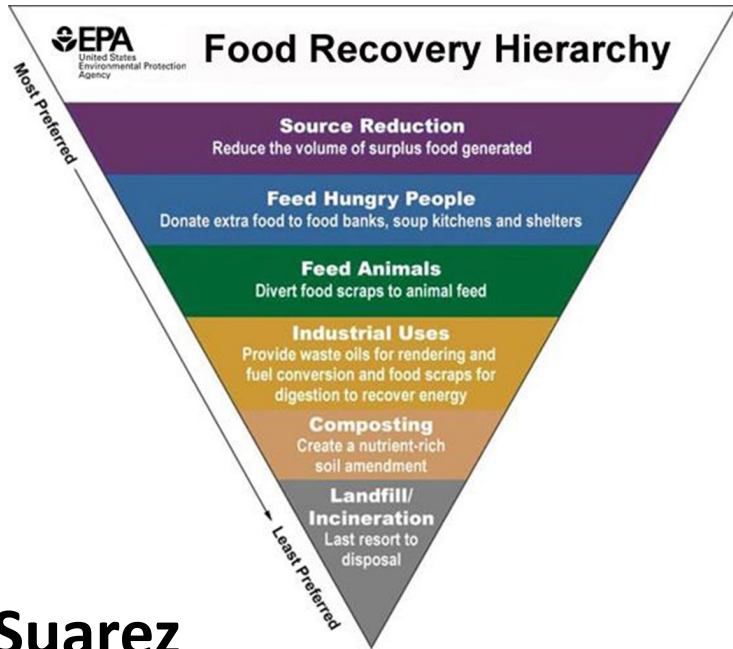 EPA
United States
Environmental Protection
Agency
Food Recovery Hierarchy
Most Preferred
Source Reduction
Reduce the volume of surplus food generated
Feed Hungry People
Donate extra food to food banks, soup kitchens and shelters
Feed Animals
Divert food scraps to animal feed
Industrial Uses
Provide waste oils for rendering and
fuel conversion and food scraps for
digestion to recover energy
Composting
Create a nutrient-rich
soil amendment
Landfill/
Incineration
Last resort to
disposal
Least Preferred
Suarez